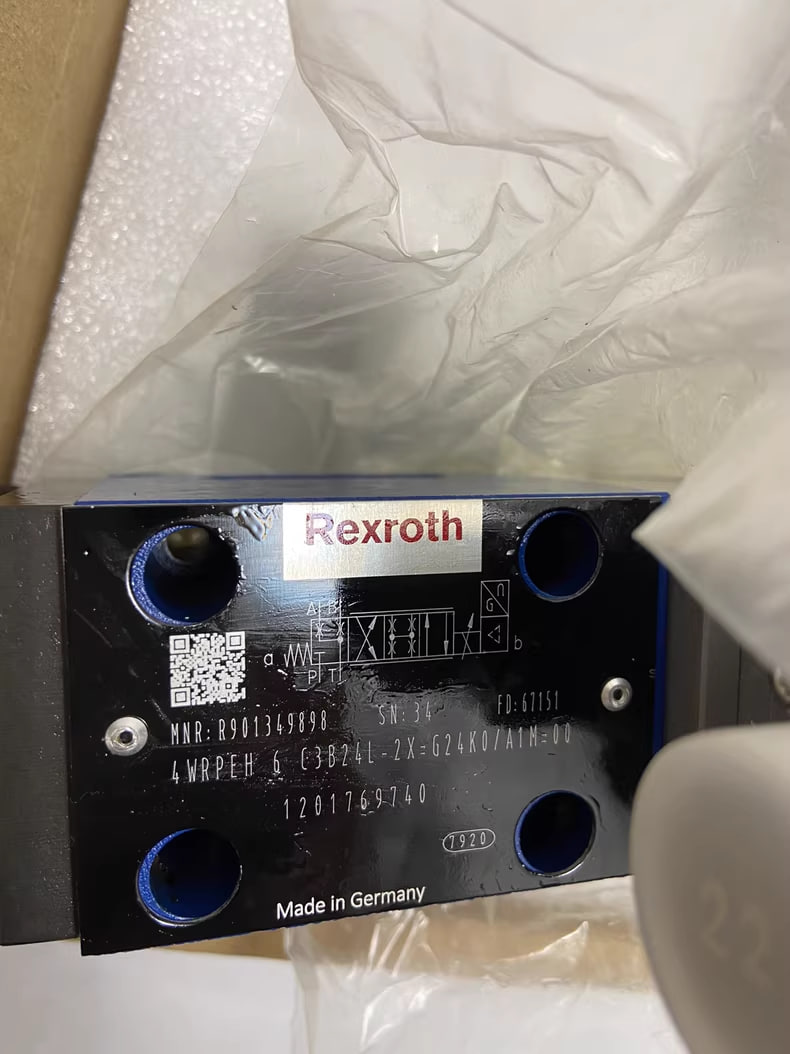 Rexroth
A B
a
b
P T
MNR: R901349898 SN: 34 FD: 67151
4WRPEH 6 C3B24L-2X=G24K0/A1M=00
1201769740
7920
Made in Germany
22